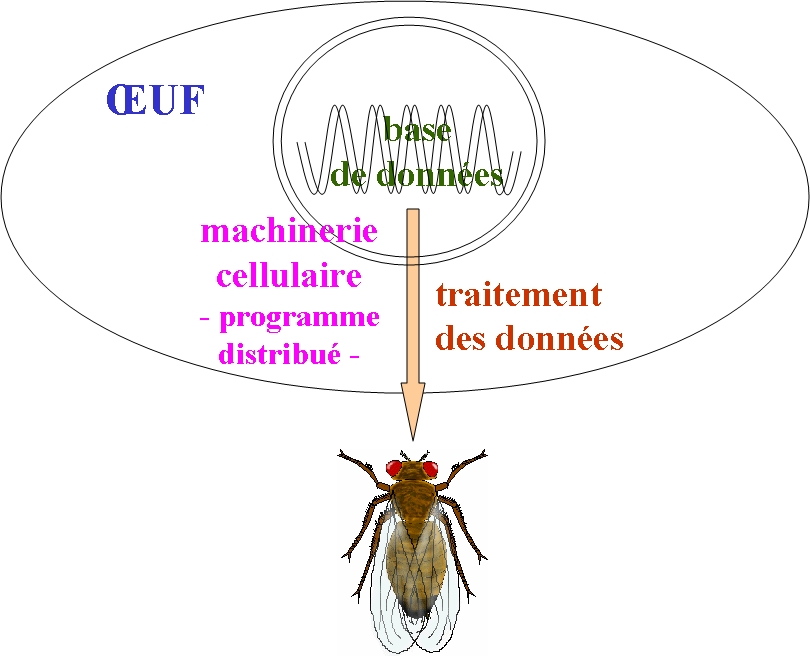 ŒUF
base
de données
machinerie
cellulaire
- programme
distribué -
traitement
des données